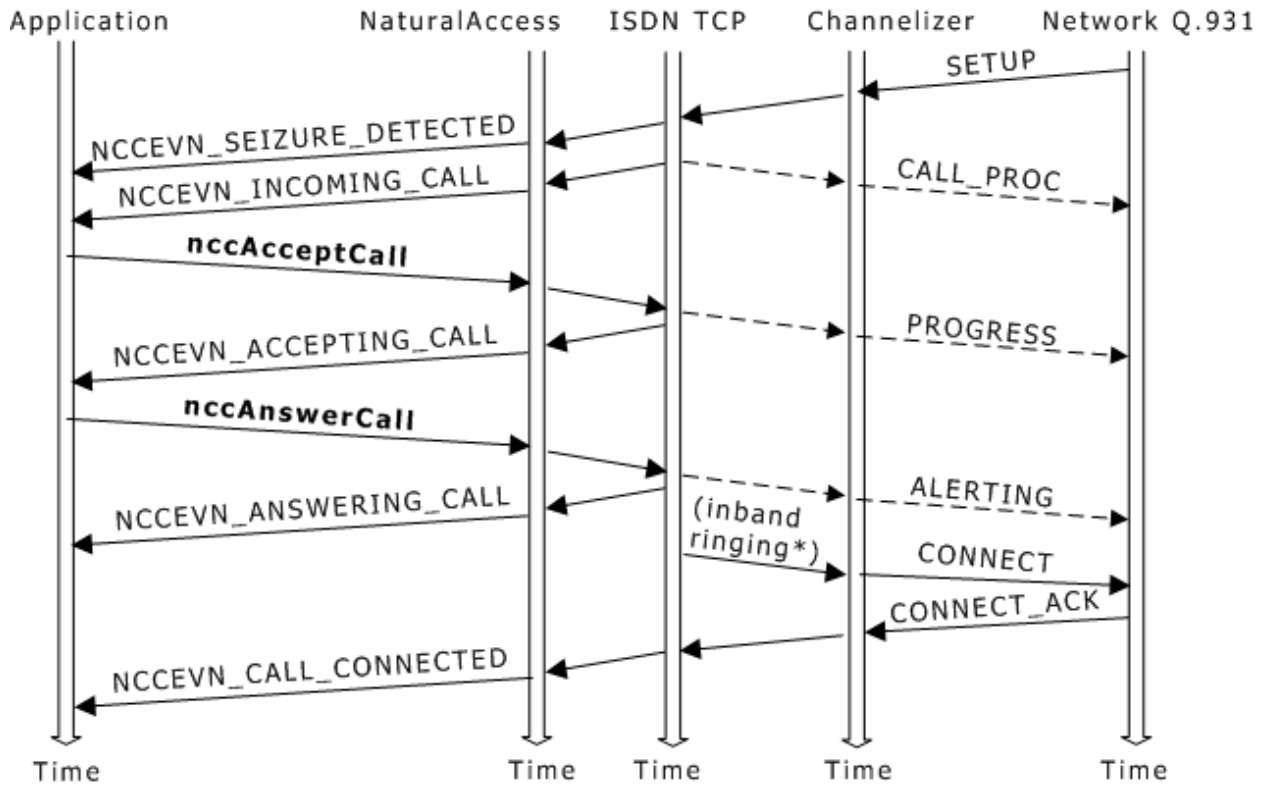 Application NaturalAccess ISDN TCP Channelizer Network Q.931
SETUP
NCCEVN_SEIZURE_DETECTED
NCCEVN_INCOMING_CALL
CALL_PROC
nccAcceptCall
PROGRESS
NCCEVN_ACCEPTING_CALL
nccAnswerCall
ALERTING
NCCEVN_ANSWERING_CALL
(inband
ringing*)
CONNECT
CONNECT_ACK
NCCEVN_CALL_CONNECTED
Time Time Time Time Time